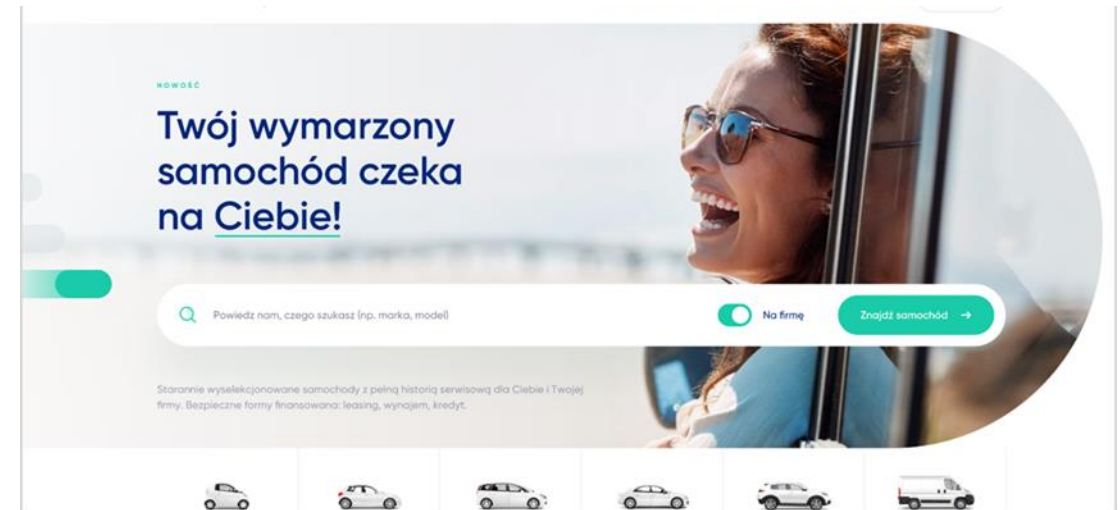 NOWOŚĆ
Twój wymarzony
samochód czeka
na Ciebie!
Powiedz nam, czego szukasz (np. marka, model)
Na firmę
Znajdź samochód →
Starannie wyselekcjonowane samochody z pełną historią serwisową dla Ciebie i Twojej
firmy. Bezpieczne formy finansowana: leasing, wynajem, kredyt.